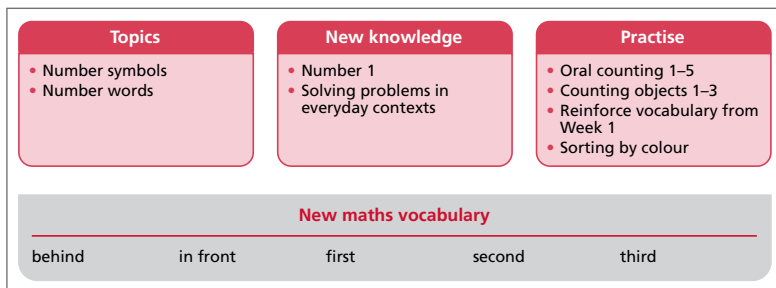 Topics
• Number symbols
• Number words
New knowledge
• Number 1
• Solving problems in
everyday contexts
Practise
• Oral counting 1–5
• Counting objects 1–3
• Reinforce vocabulary from
Week 1
• Sorting by colour
New maths vocabulary
behind in front first second third